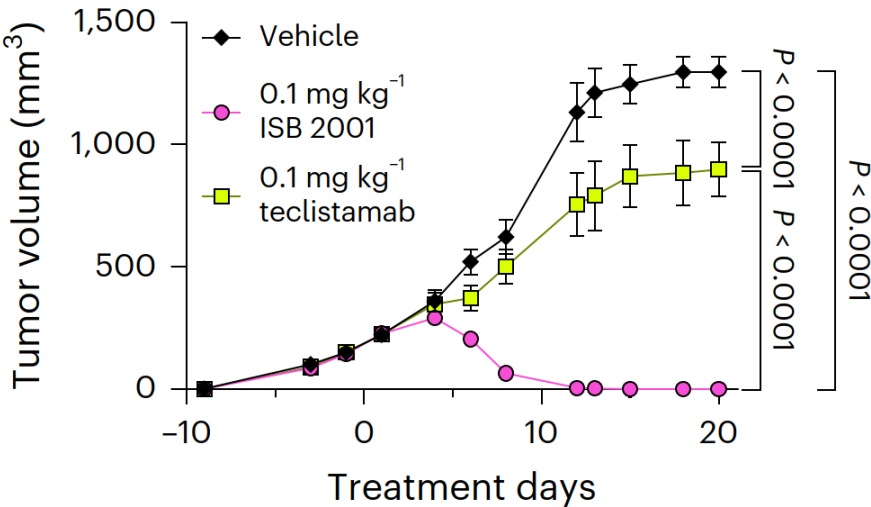 Tumor volume (mm³)
1,500
1,000
500
0
Vehicle
0.1 mg kg⁻¹
ISB 2001
0.1 mg kg⁻¹
teclistamab
P < 0.0001
P < 0.0001
P < 0.0001
−10
0
10
20
Treatment days